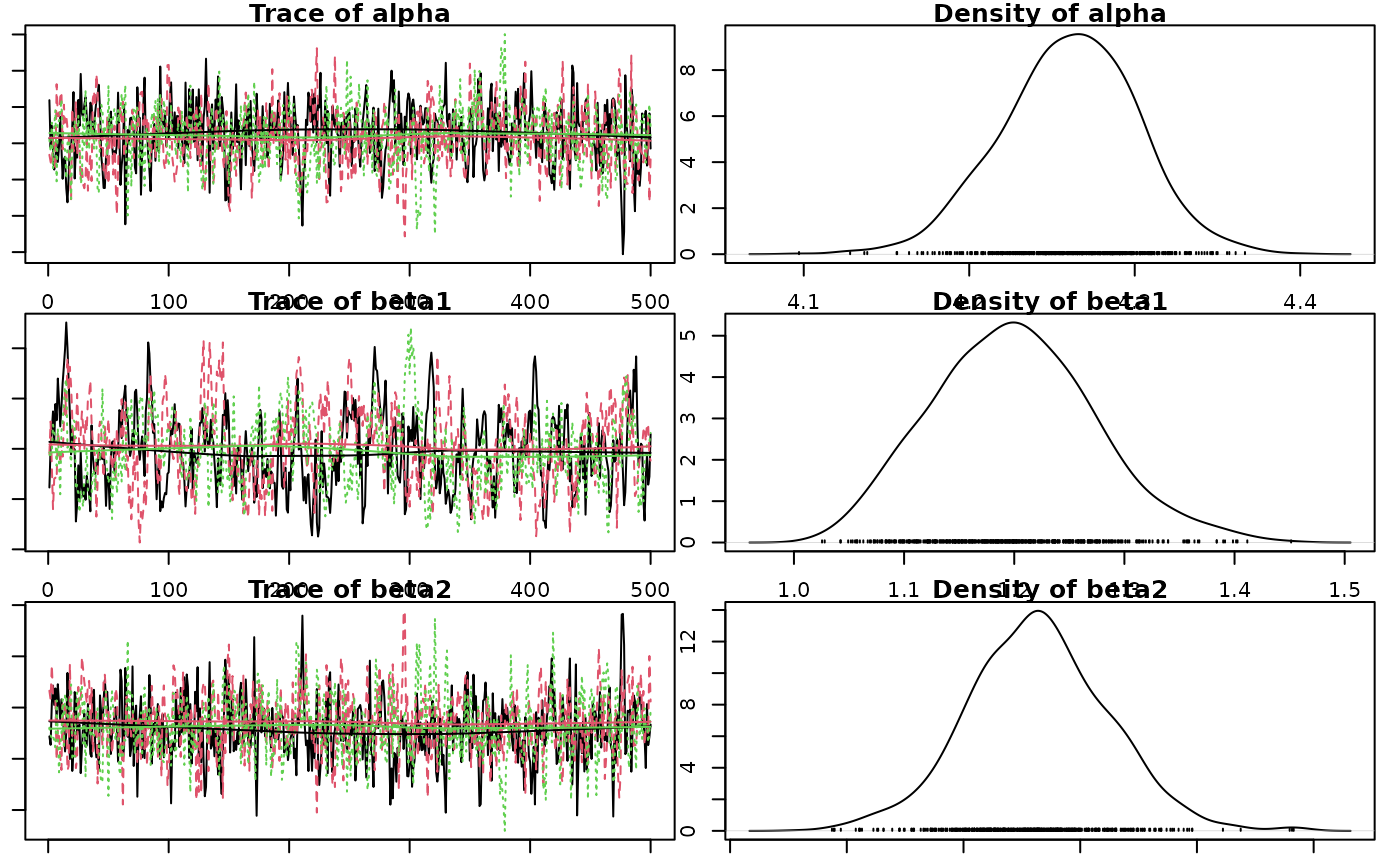 Trace of alpha
Density of alpha
0 2 4 6 8
0 100 200 300 400 500
4.1 4.2 4.3 4.4
Trace of beta1
Density of beta1
0 1 2 3 4 5
0 100 200 300 400 500
1.0 1.1 1.2 1.3 1.4 1.5
Trace of beta2
Density of beta2
0 4 8 12